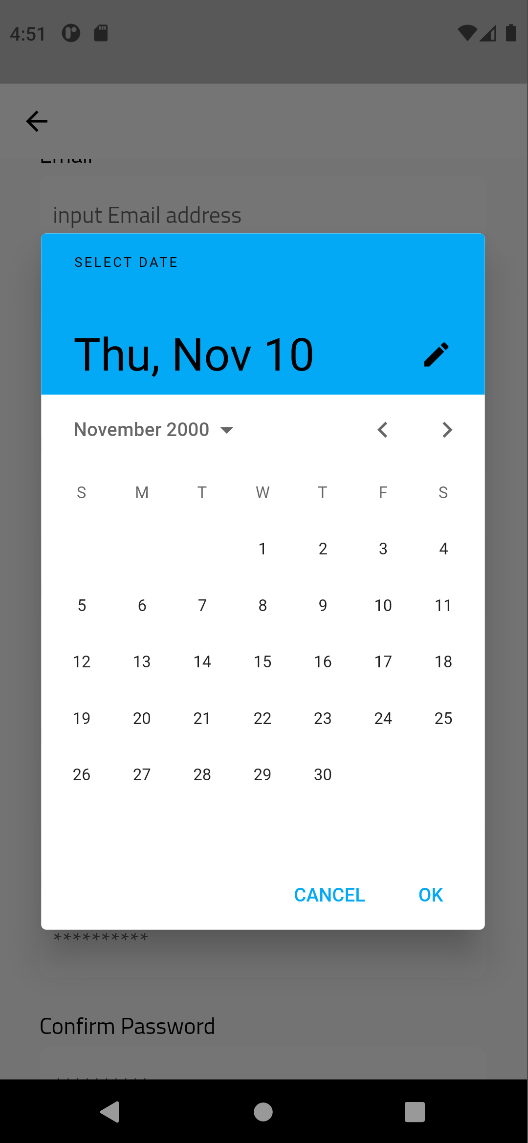 4:51
Email
input Email address
SELECT DATE
Thu, Nov 10
November 2000
S M T W T F S
1 2 3 4
5 6 7 8 9 10 11
12 13 14 15 16 17 18
19 20 21 22 23 24 25
26 27 28 29 30
CANCEL OK
**********
Confirm Password
**********